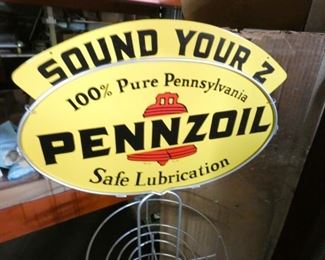 SOUND YOUR Z
100% Pure Pennsylvania
PENNZOIL
Safe Lubrication